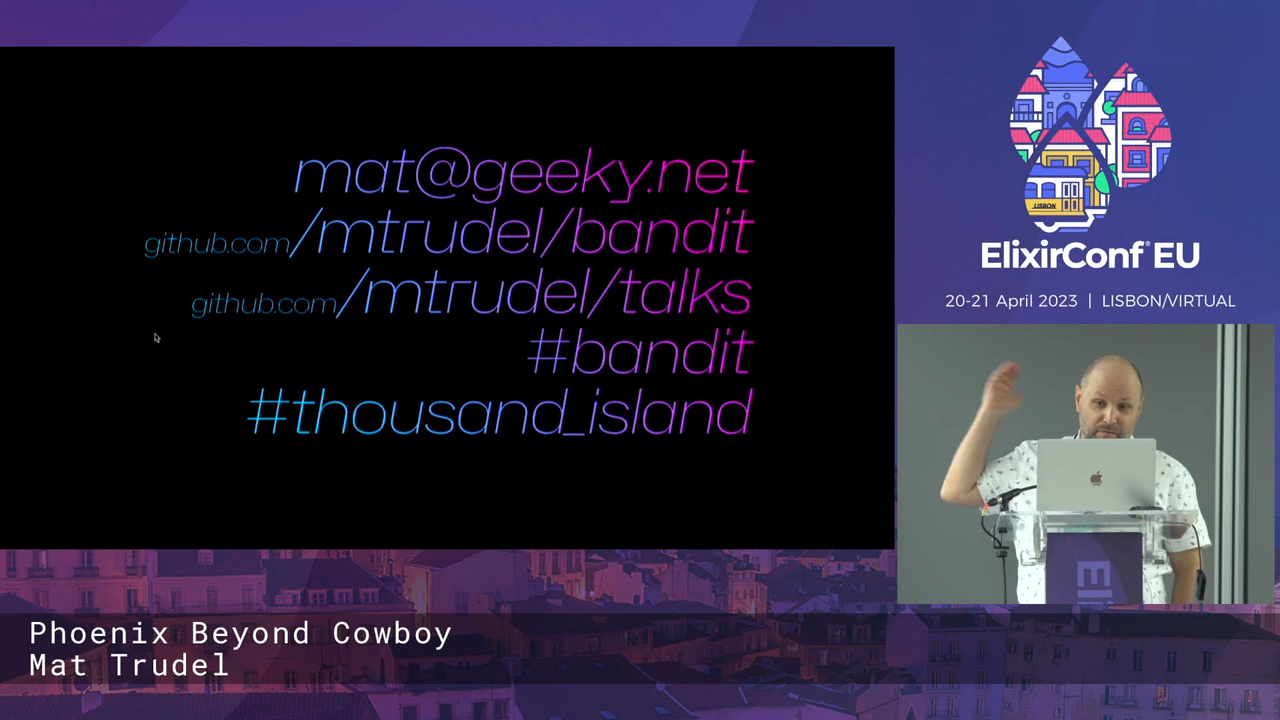 mat@geeky.net
github.com/mtrudel/bandit
github.com/mtrudel/talks
#bandit
#thousand_island
LISBON
ElixirConf® EU
20-21 April 2023 | LISBON/VIRTUAL
Phoenix Beyond Cowboy
Mat Trudel